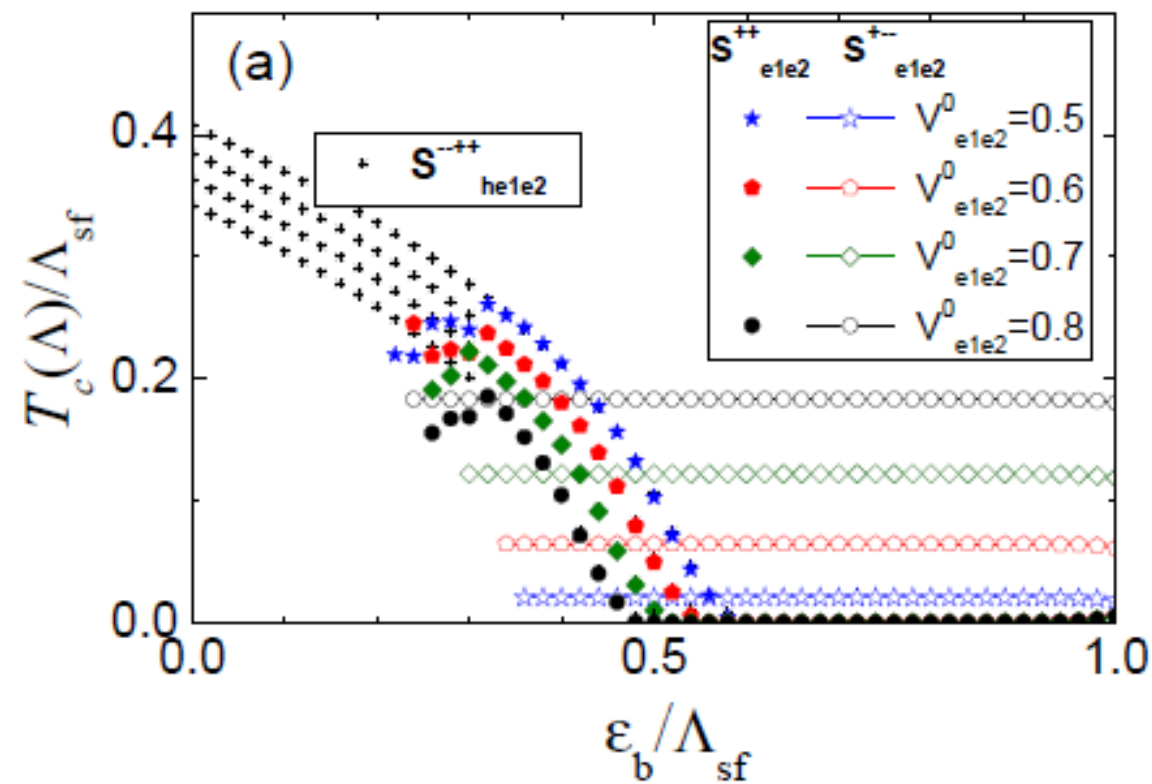 (a)
S⁺⁺e1e2 S⁺⁻⁻e1e2
V⁰e1e2=0.5
V⁰e1e2=0.6
V⁰e1e2=0.7
V⁰e1e2=0.8
S⁻⁻⁺⁺he1e2
0.4
0.2
0.0
Tc(Λ)/Λsf
0.0 0.5 1.0
εb/Λsf